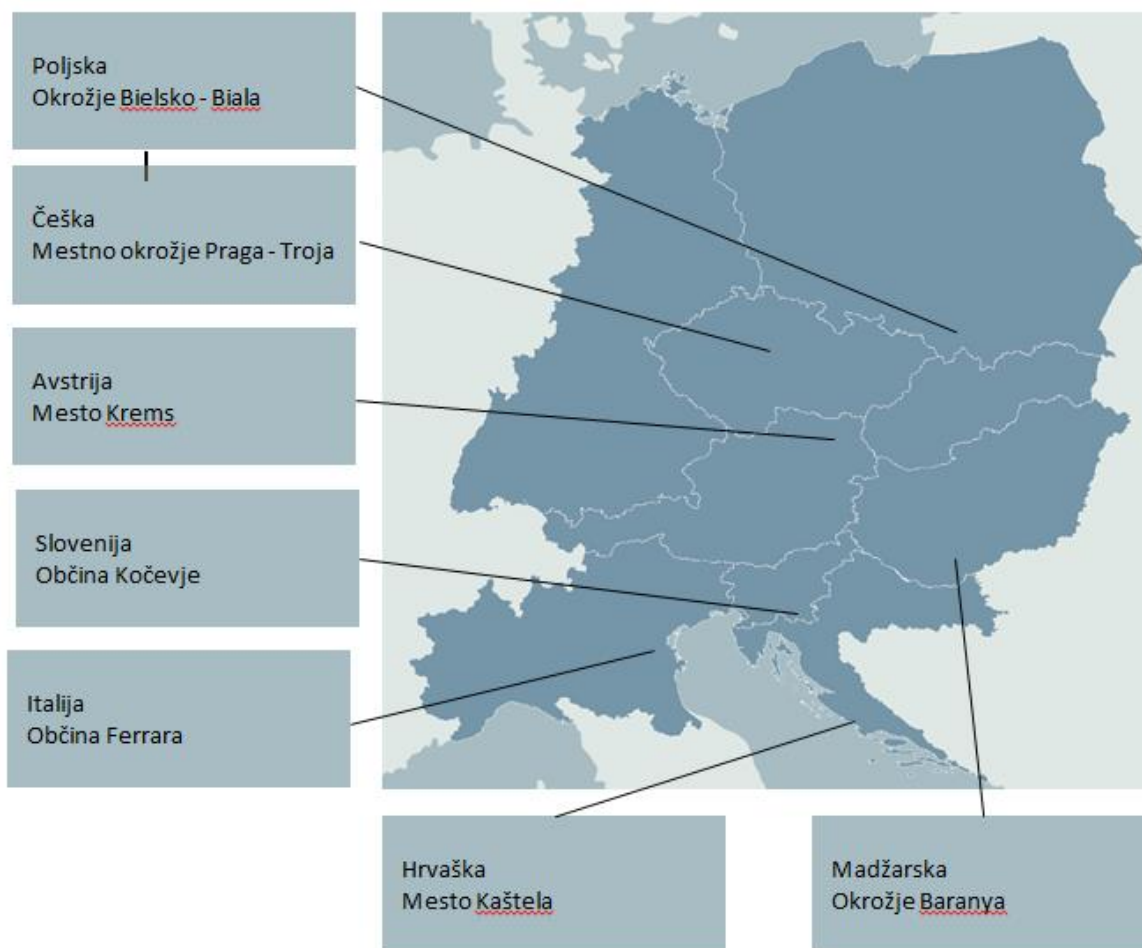 Poljska
Okrožje Bielsko - Biala
Češka
Mestno okrožje Praga - Troja
Avstrija
Mesto Krems
Slovenija
Občina Kočevje
Italija
Občina Ferrara
Hrvaška
Mesto Kaštela
Madžarska
Okrožje Baranya